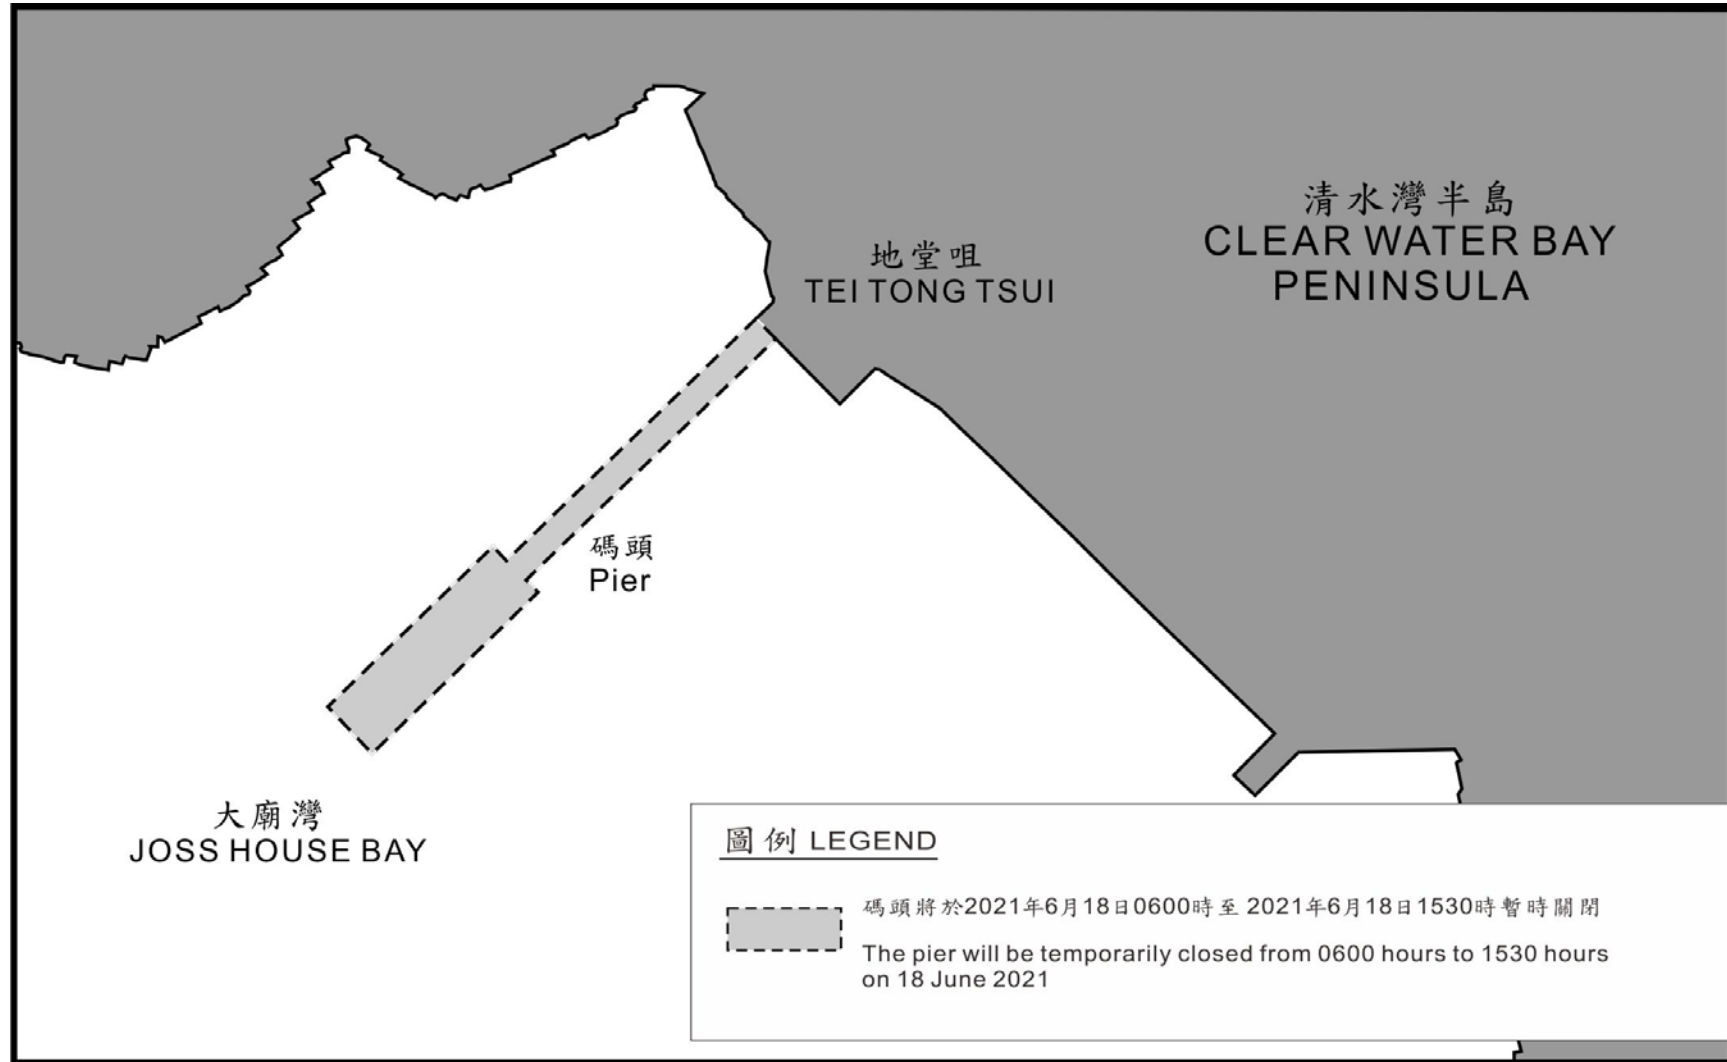 清水灣半島
CLEAR WATER BAY
PENINSULA
地堂咀
TEI TONG TSUI
碼頭
Pier
大廟灣
JOSS HOUSE BAY
圖例 LEGEND
碼頭將於2021年6月18日0600時至 2021年6月18日1530時暫時關閉
The pier will be temporarily closed from 0600 hours to 1530 hours
on 18 June 2021